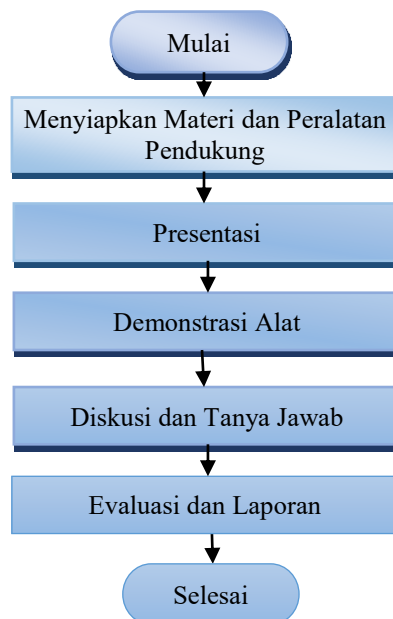 Mulai
Menyiapkan Materi dan Peralatan
Pendukung
Presentasi
Demonstrasi Alat
Diskusi dan Tanya Jawab
Evaluasi dan Laporan
Selesai